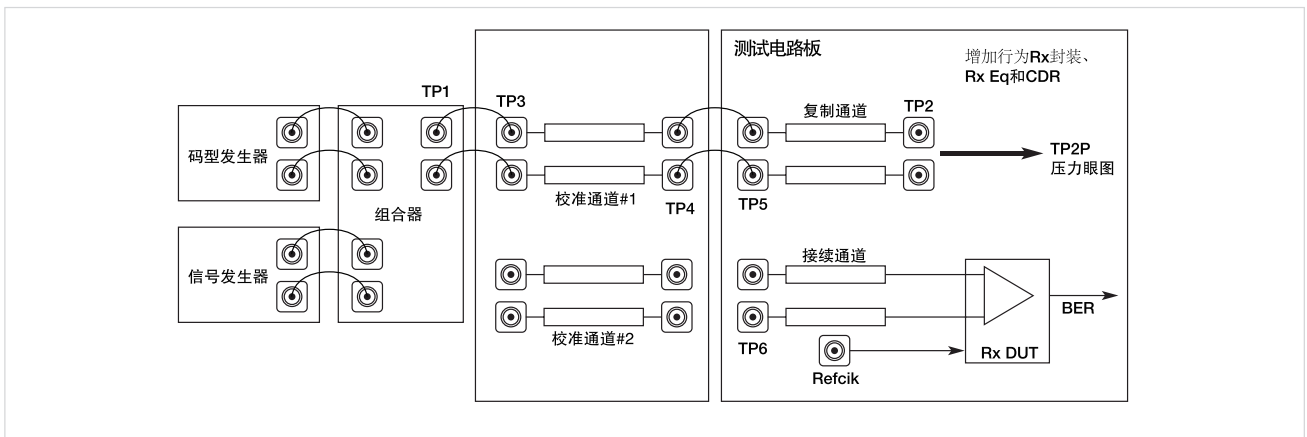 测试电路板
增加行为Rx封装、
Rx Eq和CDR
TP1
TP3
复制通道
TP2
码型发生器
TP2P
压力眼图
校准通道#1
TP4
TP5
组合器
信号发生器
接续通道
校准通道#2
TP6
BER
Rx DUT
Refcik